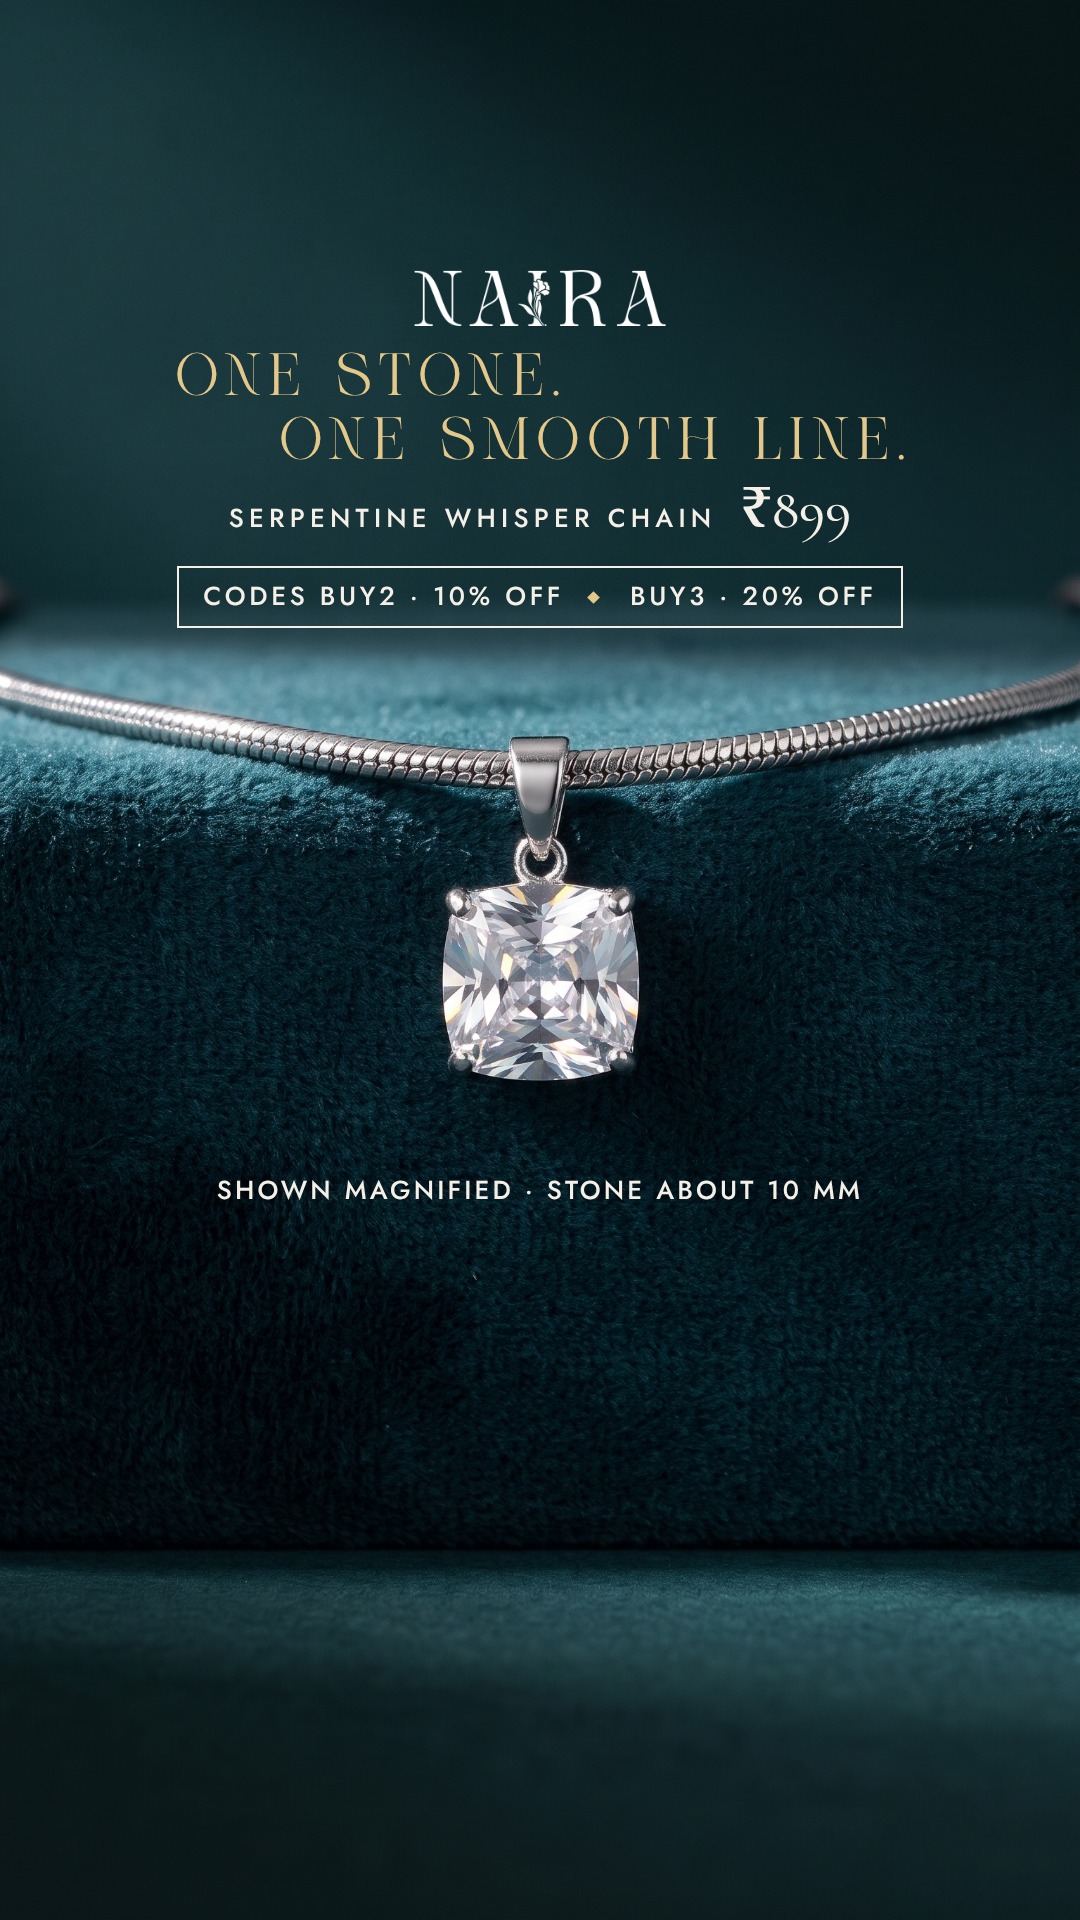 NAIRA
ONE STONE.
ONE SMOOTH LINE.
SERPENTINE WHISPER CHAIN ₹899
CODES BUY2 · 10% OFF ◆ BUY3 · 20% OFF
SHOWN MAGNIFIED · STONE ABOUT 10 MM